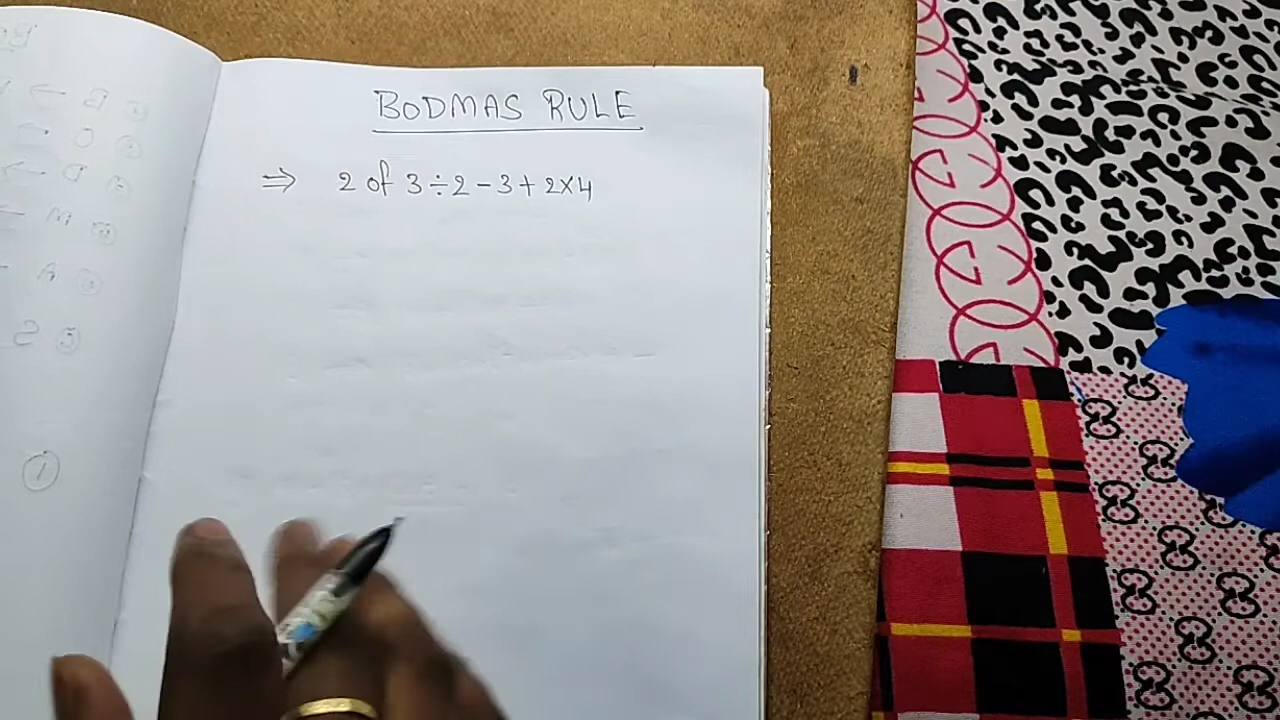 BODMAS RULE
⇒ 2 of 3 ÷ 2 - 3 + 2 × 4